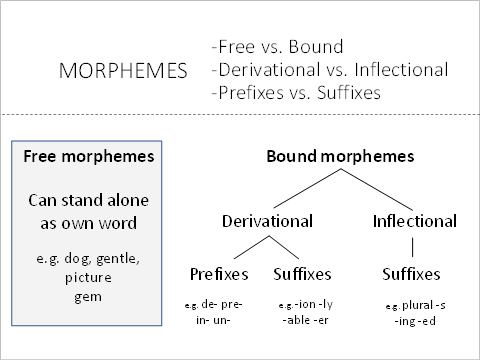 MORPHEMES
-Free vs. Bound
-Derivational vs. Inflectional
-Prefixes vs. Suffixes
Free morphemes
Can stand alone
as own word
e.g. dog, gentle,
picture
gem
Bound morphemes
Derivational
Inflectional
Prefixes
Suffixes
Suffixes
e.g. de- pre-
in- un-
e.g. -ion -ly
-able -er
e.g. plural -s
-ing -ed